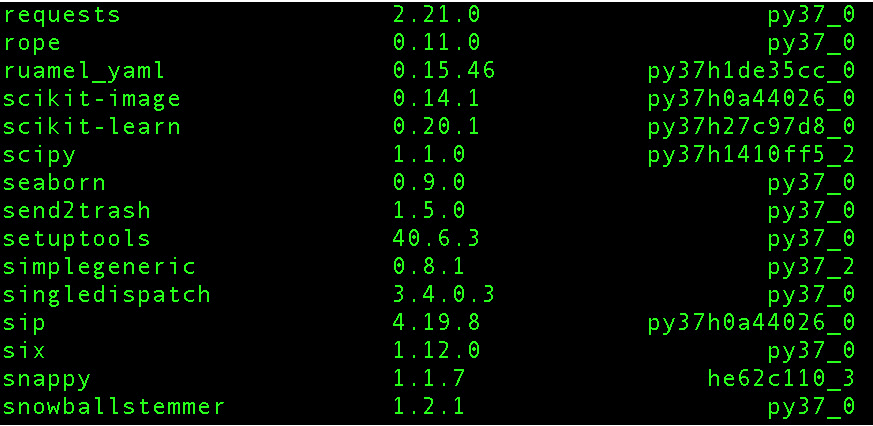 requests 2.21.0 py37_0
rope 0.11.0 py37_0
ruamel_yaml 0.15.46 py37h1de35cc_0
scikit-image 0.14.1 py37h0a44026_0
scikit-learn 0.20.1 py37h27c97d8_0
scipy 1.1.0 py37h1410ff5_2
seaborn 0.9.0 py37_0
send2trash 1.5.0 py37_0
setuptools 40.6.3 py37_0
simplegeneric 0.8.1 py37_2
singledispatch 3.4.0.3 py37_0
sip 4.19.8 py37h0a44026_0
six 1.12.0 py37_0
snappy 1.1.7 he62c110_3
snowballstemmer 1.2.1 py37_0